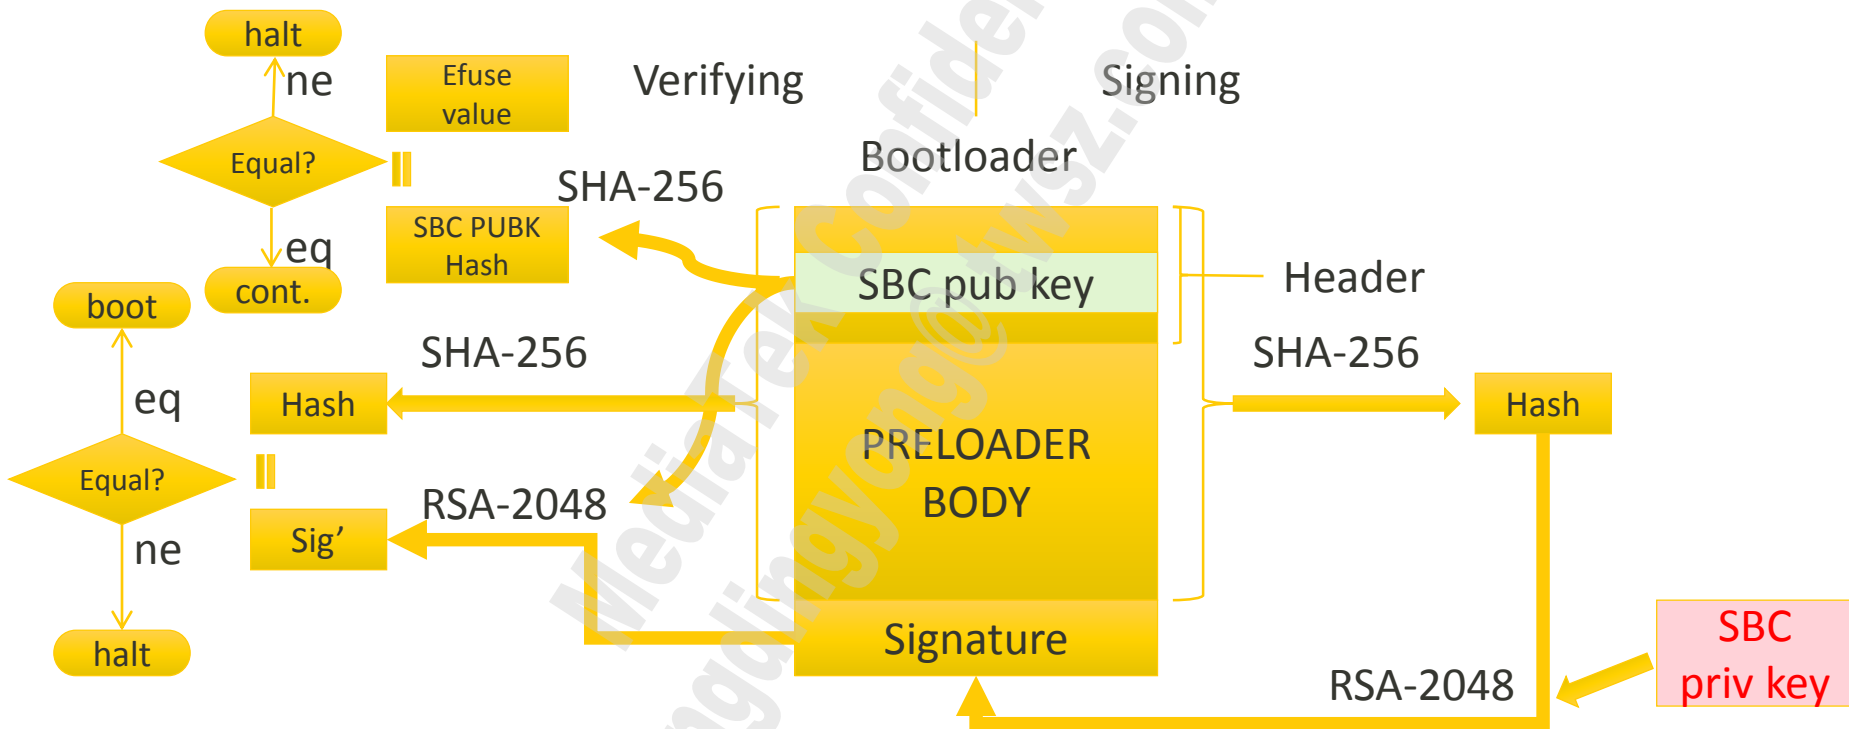 halt
ne
Efuse
value
Verifying
Signing
Equal?
Bootloader
SHA-256
eq
SBC PUBK
Hash
cont.
SBC pub key
Header
boot
SHA-256
SHA-256
eq
Hash
Hash
PRELOADER
BODY
Equal?
RSA-2048
Sig’
ne
halt
Signature
SBC
priv key
RSA-2048